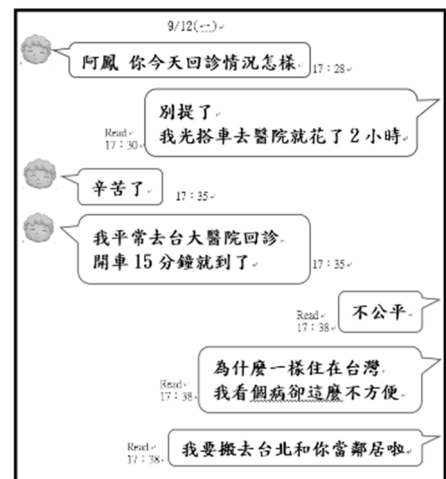 9/12(一)
阿鳳 你今天回診情況怎樣
17：28
別提了
我光搭車去醫院就花了2小時
Read
17：30
辛苦了
17：35
我平常去台大醫院回診
開車15分鐘就到了
17：35
不公平
Read
17：38
為什麼一樣住在台灣
我看個病卻這麼不方便
Read
17：38
我要搬去台北和你當鄰居啦
Read
17：38